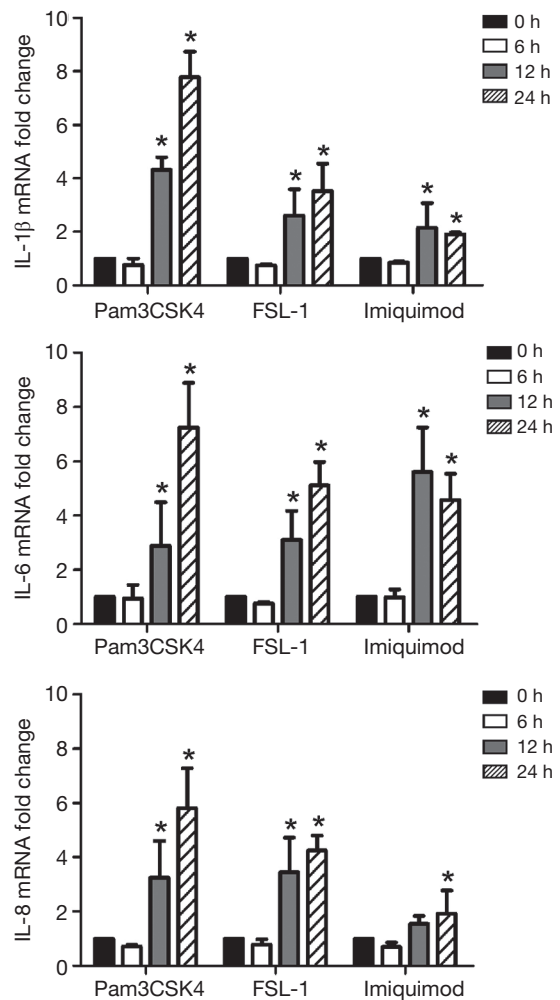 IL-1β mRNA fold change
10
8
6
4
2
0
* * * * * *
Pam3CSK4 FSL-1 Imiquimod
0 h
6 h
12 h
24 h
IL-6 mRNA fold change
10
8
6
4
2
0
* * * * * *
Pam3CSK4 FSL-1 Imiquimod
0 h
6 h
12 h
24 h
IL-8 mRNA fold change
10
8
6
4
2
0
* * * * *
Pam3CSK4 FSL-1 Imiquimod
0 h
6 h
12 h
24 h